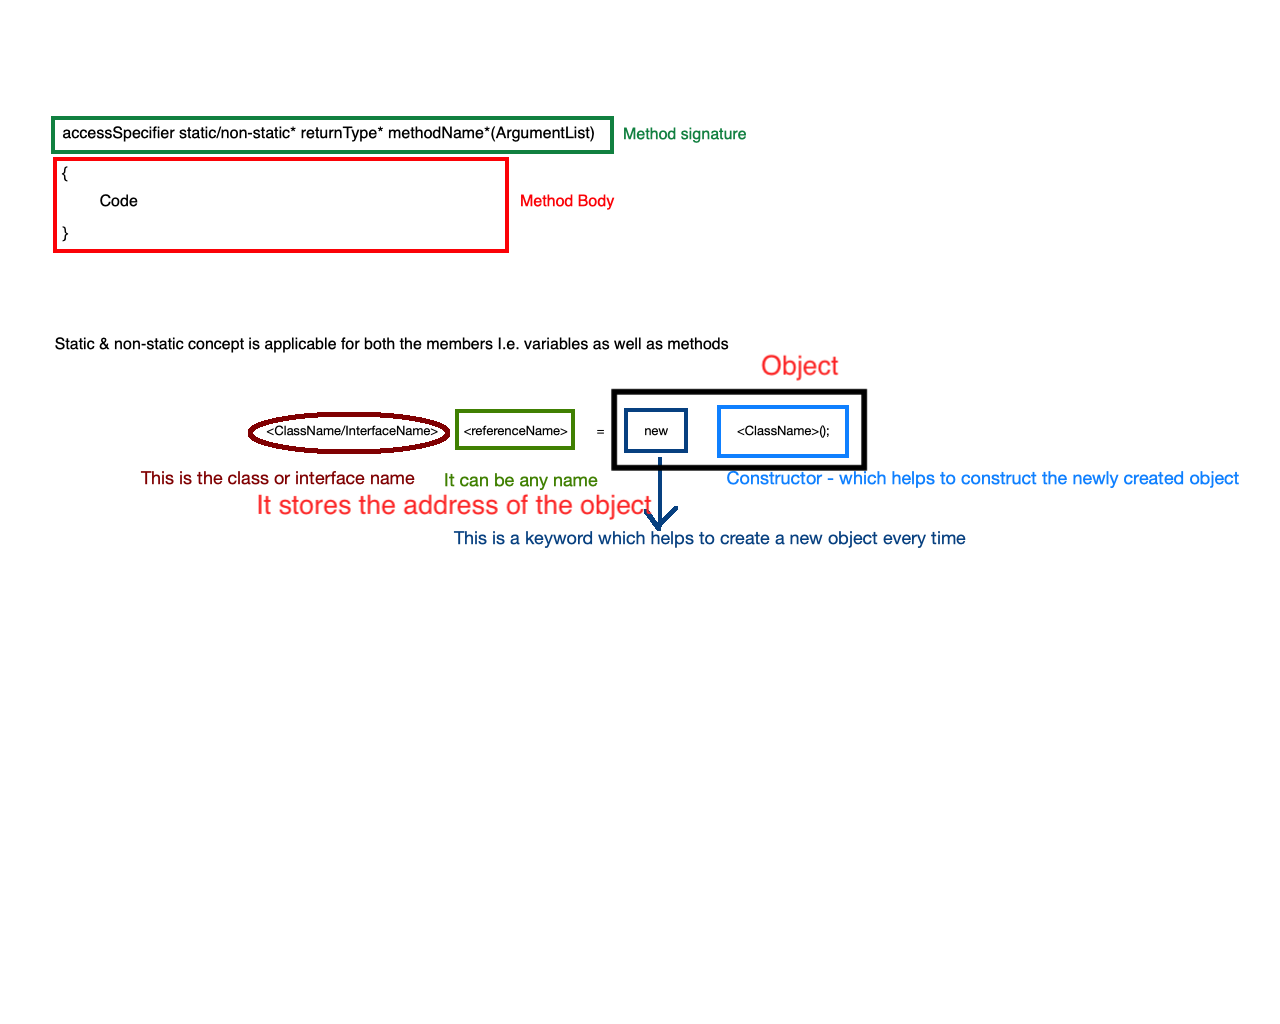 accessSpecifier static/non-static* returnType* methodName*(ArgumentList) Method signature
{
Code
Method Body
}
Static & non-static concept is applicable for both the members I.e. variables as well as methods
Object
<ClassName/InterfaceName> <referenceName> = new <ClassName>();
This is the class or interface name It can be any name Constructor - which helps to construct the newly created object
It stores the address of the object
This is a keyword which helps to create a new object every time